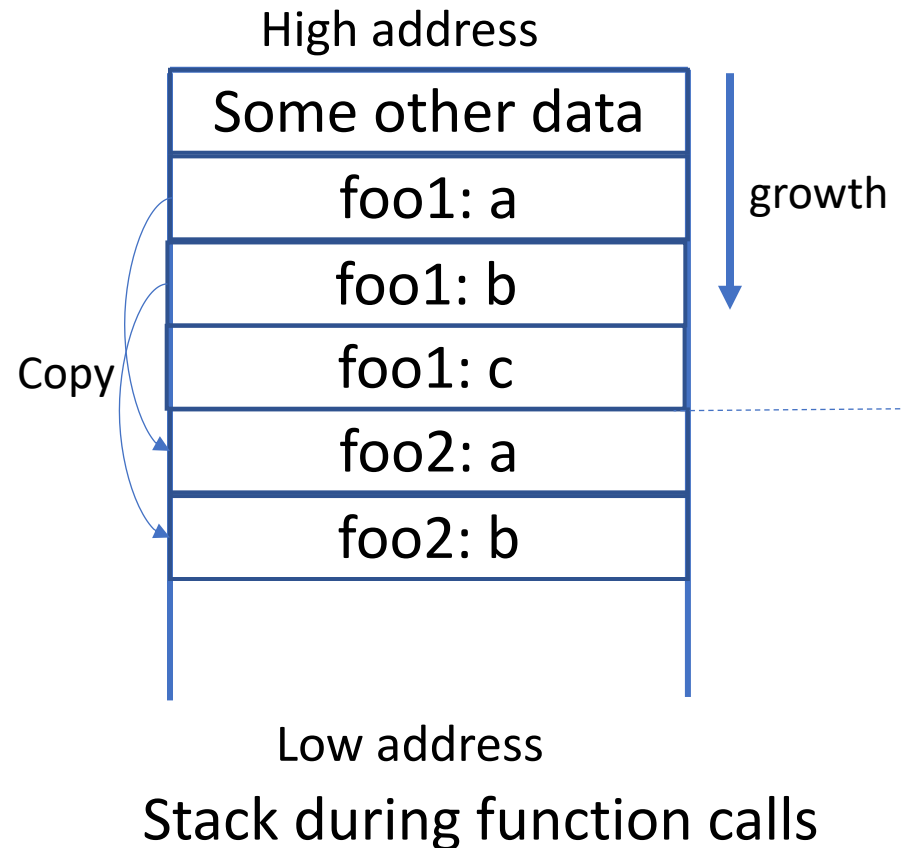 High address
Some other data
foo1: a
growth
foo1: b
foo1: c
Copy
foo2: a
foo2: b
Low address
Stack during function calls